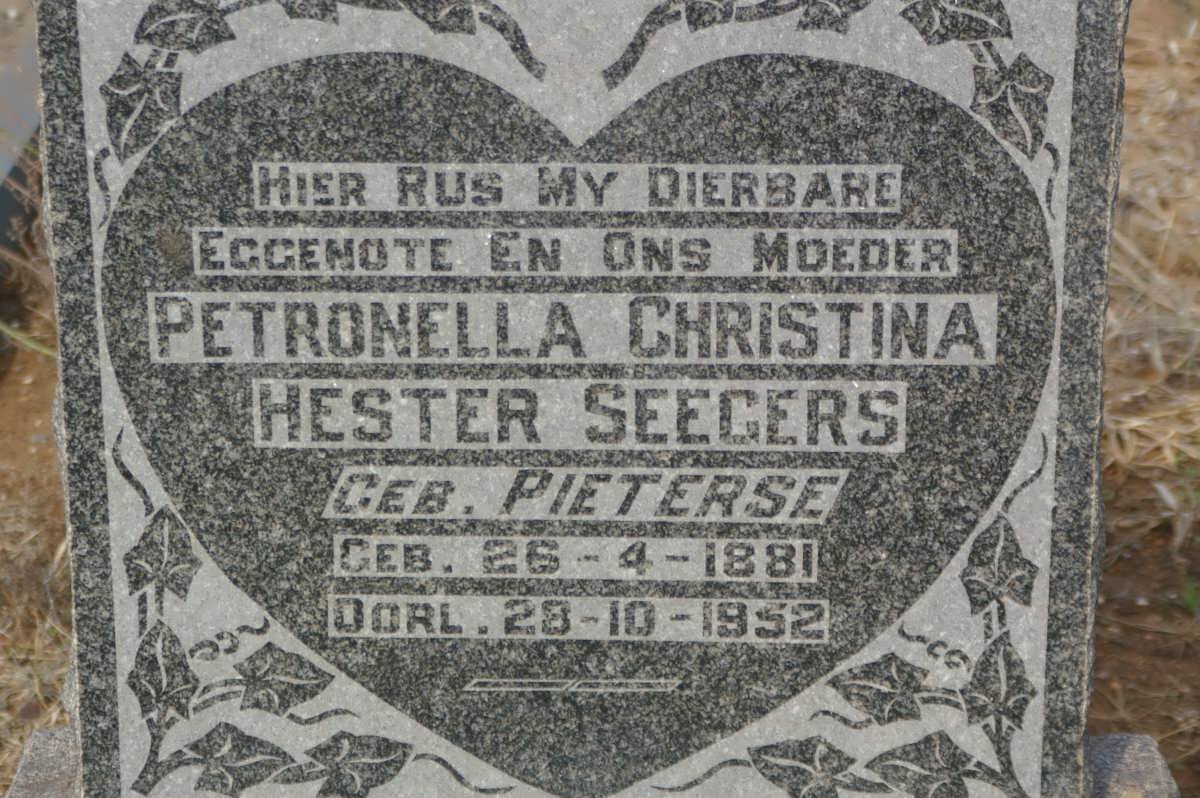 HIER RUS MY DIERBARE
EGGENOTE EN ONS MOEDER
PETRONELLA CHRISTINA
HESTER SEEGERS
GEB. PIETERSE
GEB. 26-4-1881
OORL. 28-10-1952